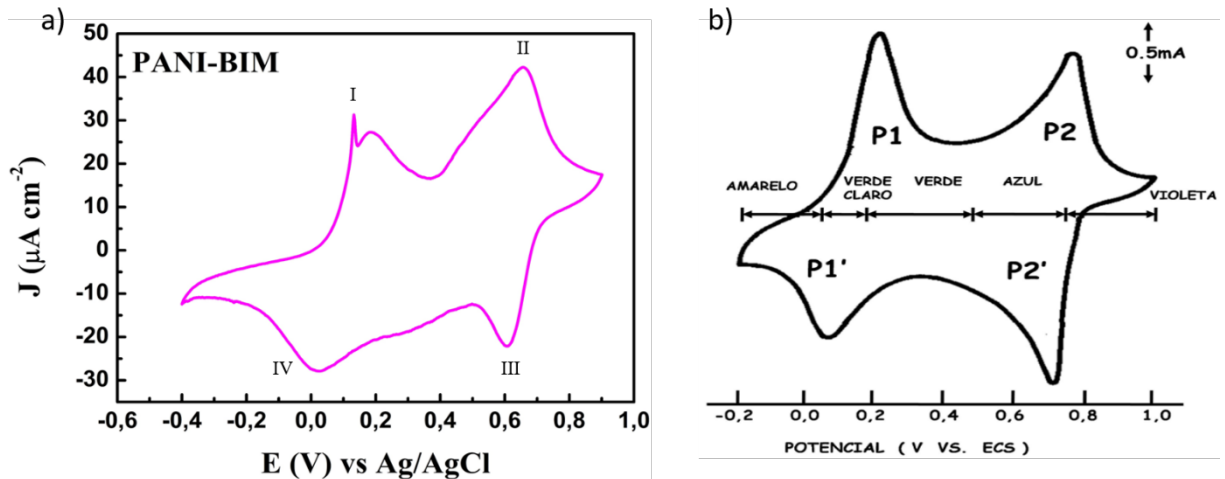 a)
PANI-BIM
I
II
III
IV
50
40
30
20
10
0
-10
-20
-30
J (µA cm⁻²)
-0,6 -0,4 -0,2 0,0 0,2 0,4 0,6 0,8 1,0
E (V) vs Ag/AgCl
b)
0.5mA
P1
P2
AMARELO VERDE CLARO VERDE AZUL VIOLETA
P1'
P2'
-0,2 0,0 0,2 0,4 0,6 0,8 1,0
POTENCIAL ( V VS. ECS )